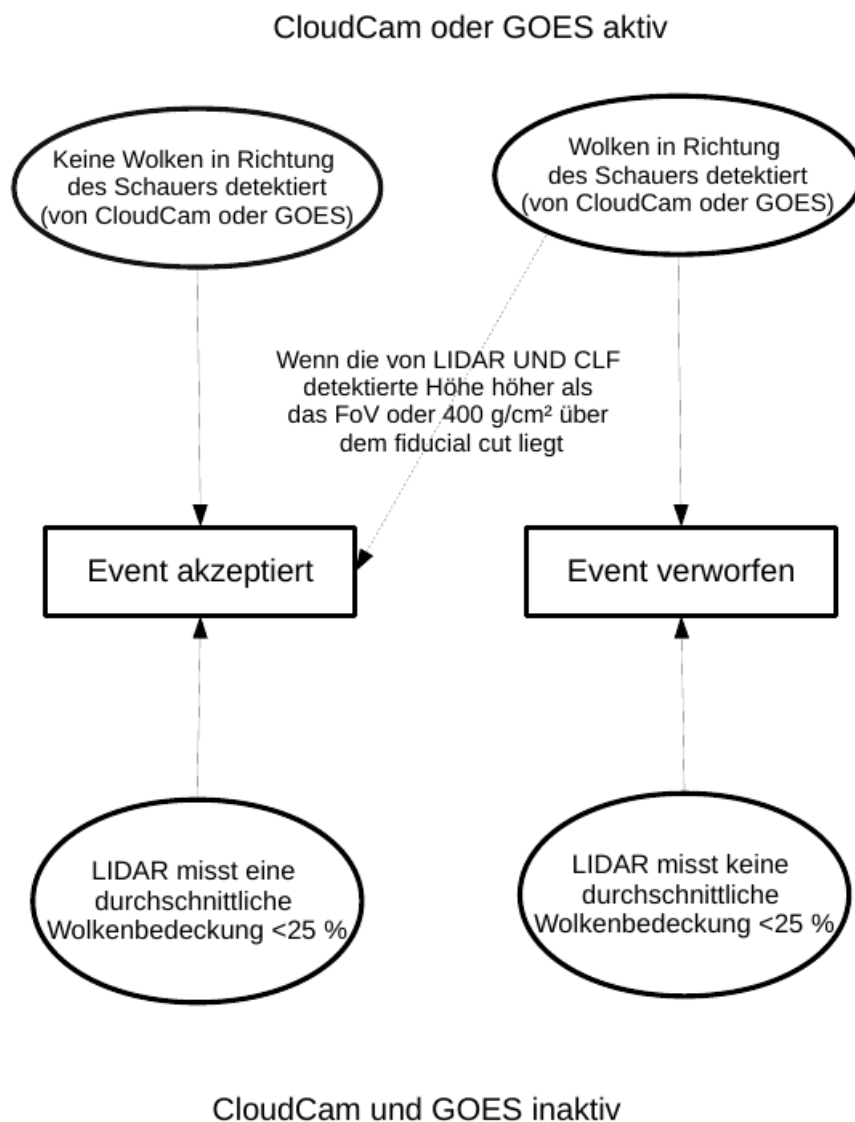 CloudCam oder GOES aktiv
Keine Wolken in Richtung
des Schauers detektiert
(von CloudCam oder GOES)
Wolken in Richtung
des Schauers detektiert
(von CloudCam oder GOES)
Wenn die von LIDAR UND CLF
detektierte Höhe höher als
das FoV oder 400 g/cm² über
dem fiducial cut liegt
Event akzeptiert
Event verworfen
LIDAR misst eine
durchschnittliche
Wolkenbedeckung <25 %
LIDAR misst keine
durchschnittliche
Wolkenbedeckung <25 %
CloudCam und GOES inaktiv